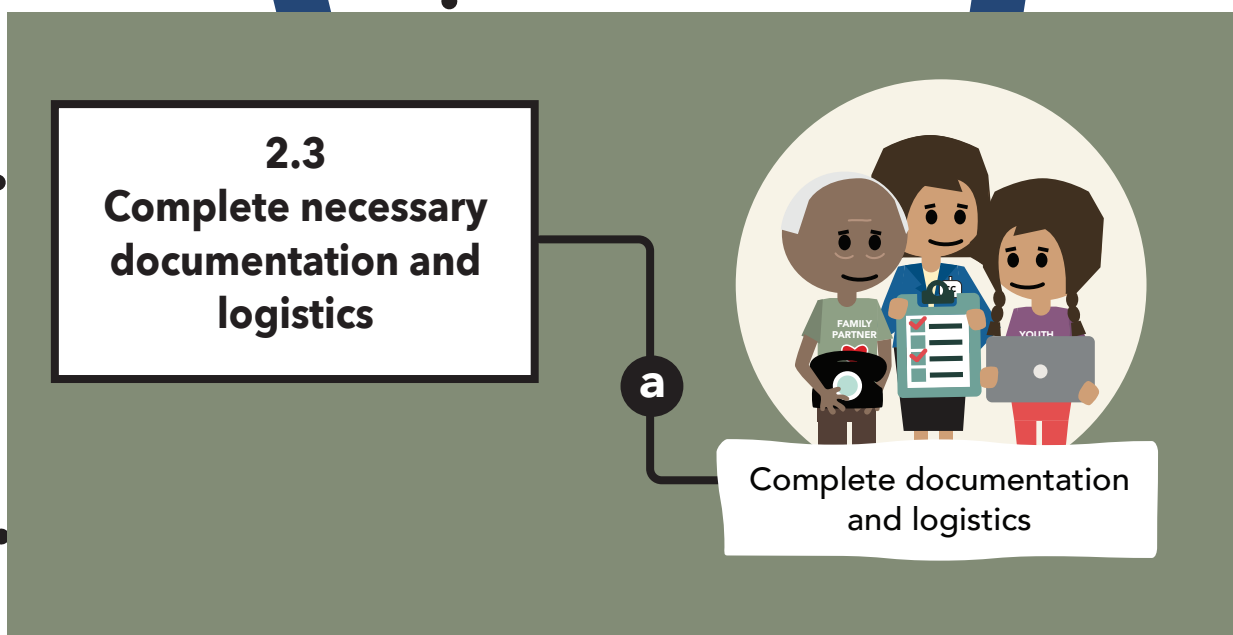 2.3
Complete necessary
documentation and
logistics
a
FAMILY
PARTNER
YOUTH
Complete documentation
and logistics